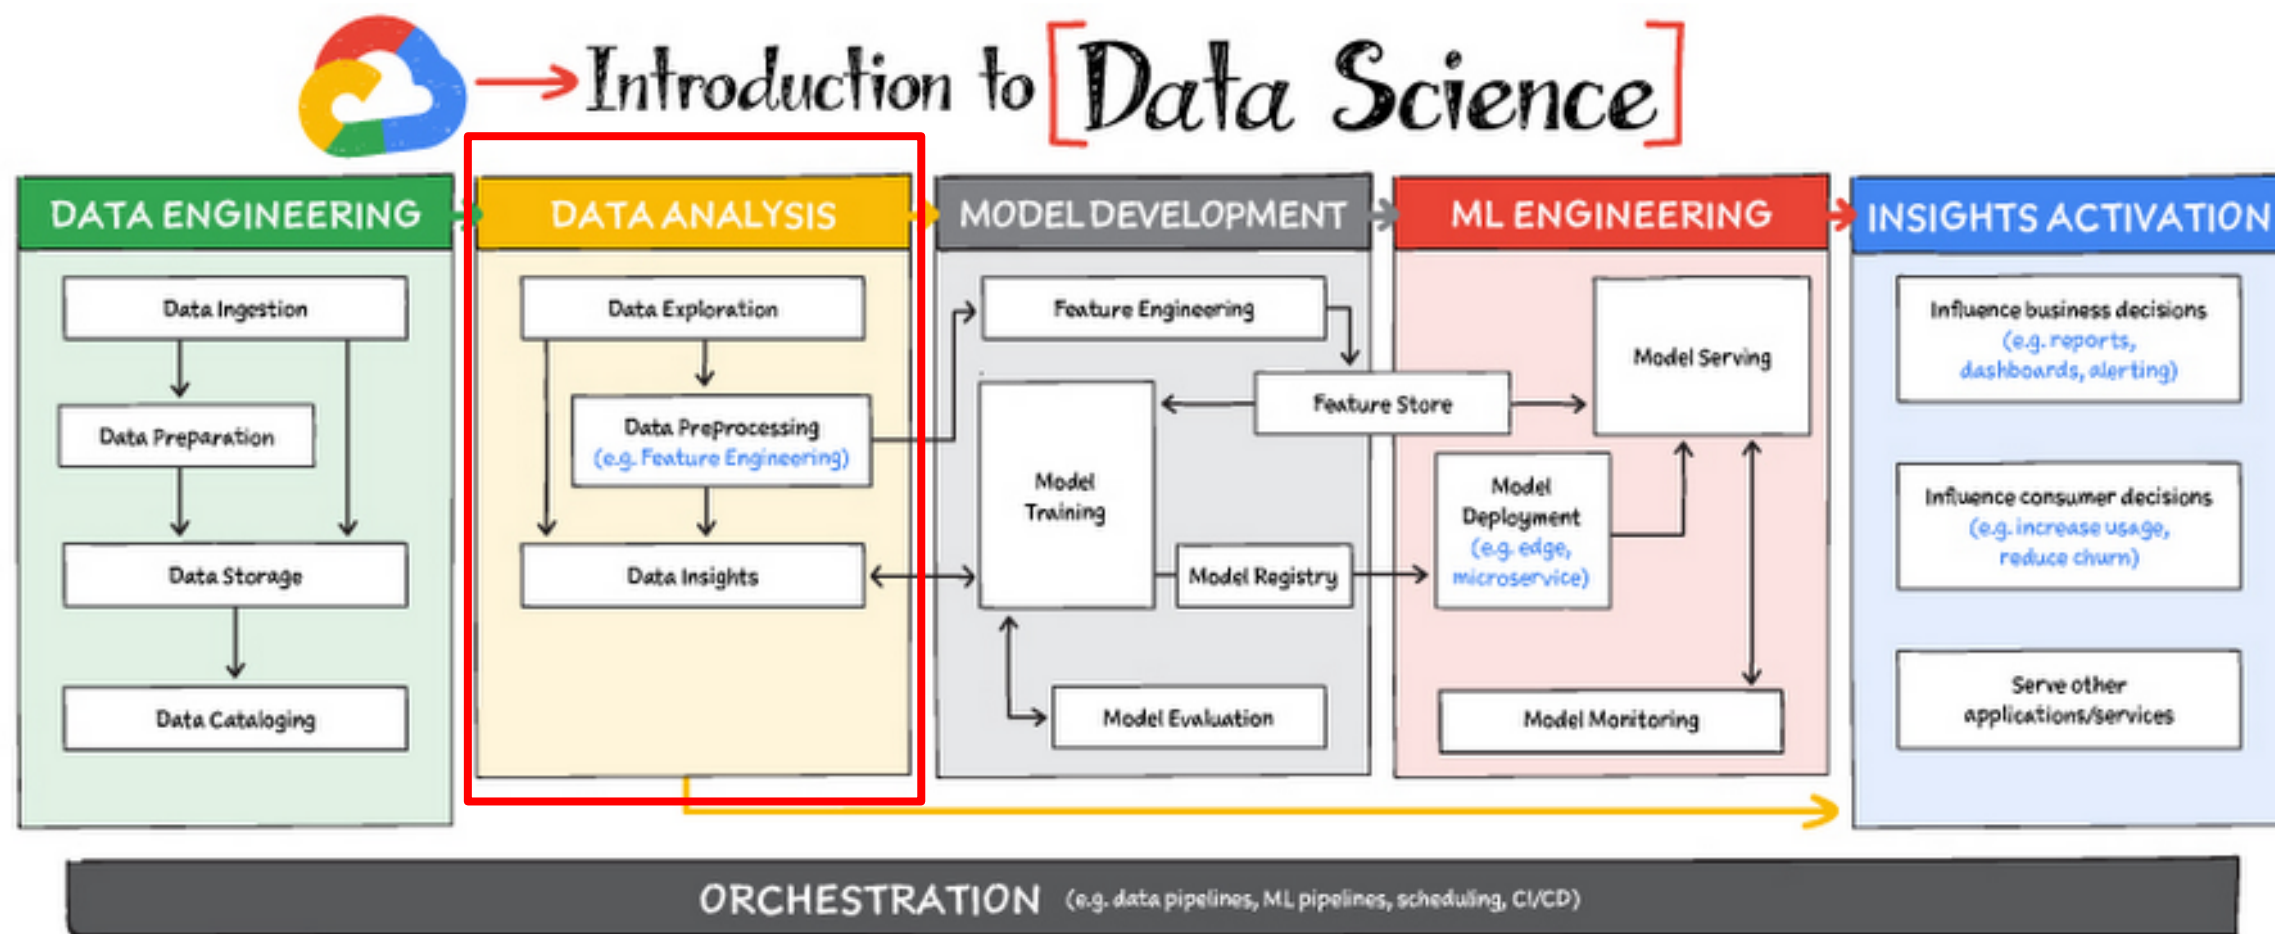 Introduction to [Data Science]
DATA ENGINEERING
Data Ingestion
Data Preparation
Data Storage
Data Cataloging
DATA ANALYSIS
Data Exploration
Data Preprocessing
(e.g. Feature Engineering)
Data Insights
MODEL DEVELOPMENT
Feature Engineering
Feature Store
Model
Training
Model Registry
Model Evaluation
ML ENGINEERING
Model Serving
Model
Deployment
(e.g. edge,
microservice)
Model Monitoring
INSIGHTS ACTIVATION
Influence business decisions
(e.g. reports,
dashboards, alerting)
Influence consumer decisions
(e.g. increase usage,
reduce churn)
Serve other
applications/services
ORCHESTRATION (e.g. data pipelines, ML pipelines, scheduling, CI/CD)